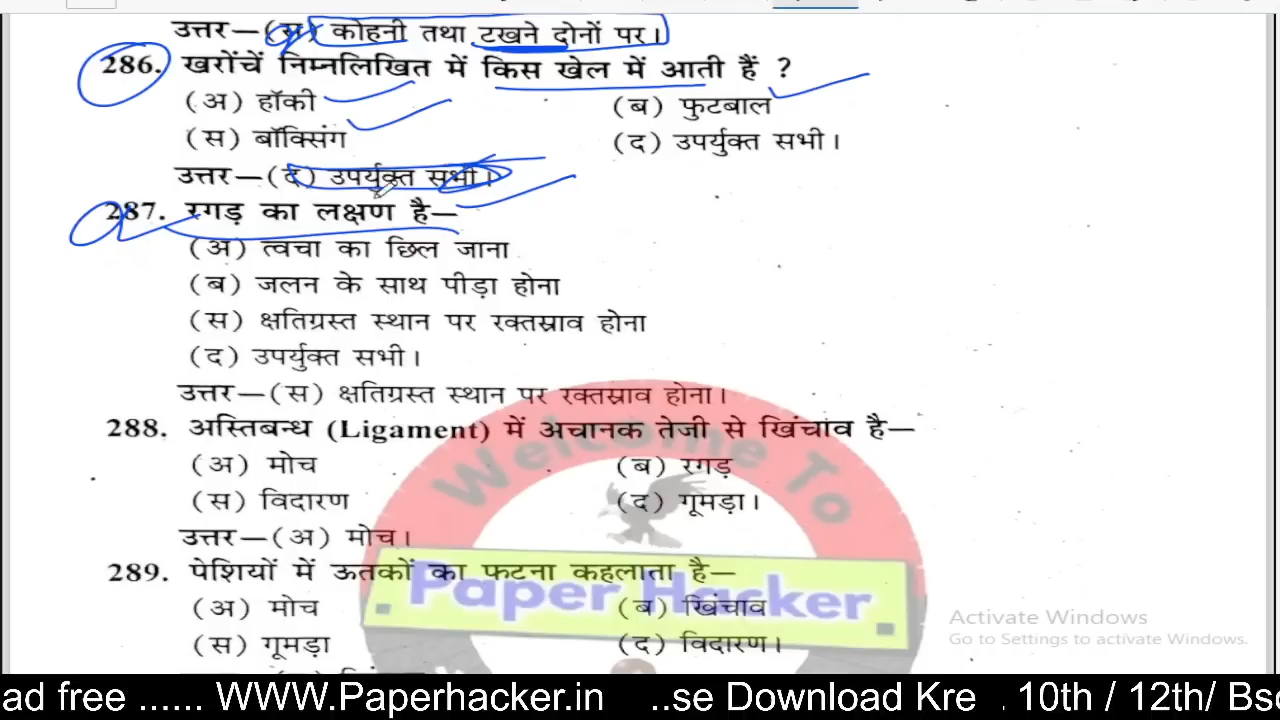 उत्तर—(स) कोहनी तथा टखने दोनों पर।
286. खरोंचें निम्नलिखित में किस खेल में आती हैं ?
(अ) हॉकी (ब) फुटबाल
(स) बॉक्सिंग (द) उपर्युक्त सभी।
उत्तर—(द) उपर्युक्त सभी।
287. रगड़ का लक्षण है—
(अ) त्वचा का छिल जाना
(ब) जलन के साथ पीड़ा होना
(स) क्षतिग्रस्त स्थान पर रक्तस्राव होना
(द) उपर्युक्त सभी।
उत्तर—(स) क्षतिग्रस्त स्थान पर रक्तस्राव होना।
288. अस्तिबन्ध (Ligament) में अचानक तेजी से खिंचाव है—
(अ) मोच (ब) रगड़
(स) विदारण (द) गूमड़ा।
उत्तर—(अ) मोच।
289. पेशियों में ऊतकों का फटना कहलाता है—
(अ) मोच (ब) खिंचाव
(स) गूमड़ा (द) विदारण।
Welcome To
Paper Hacker
Activate Windows
Go to Settings to activate Windows.
ad free ...... WWW.Paperhacker.in ..se Download Kre . 10th / 12th/ Bs